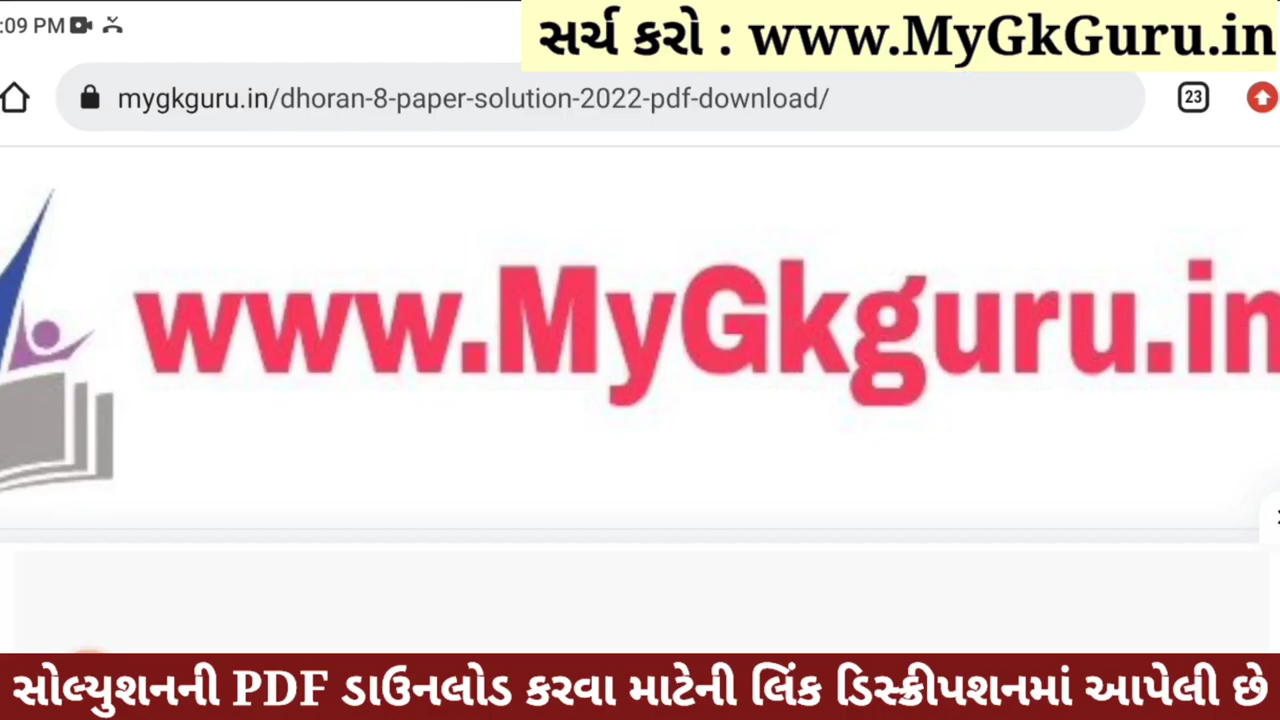 :09 PM
સર્ચ કરો : www.MyGkGuru.in
mygkguru.in/dhoran-8-paper-solution-2022-pdf-download/
23
www.MyGkguru.in
સોલ્યુશનની PDF ડાઉનલોડ કરવા માટેની લિંક ડિસ્ક્રીપશનમાં આપેલી છે